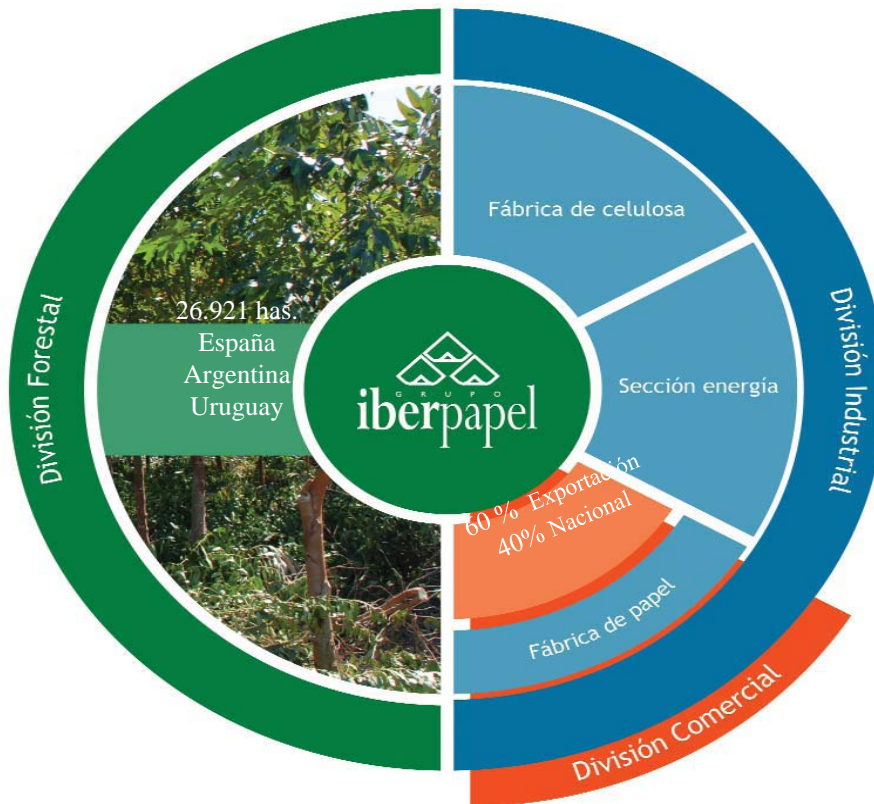 División Forestal
26.921 has.
España
Argentina
Uruguay
GRUPO
iberpapel
Fábrica de celulosa
Sección energía
60 % Exportación
40% Nacional
Fábrica de papel
División Industrial
División Comercial